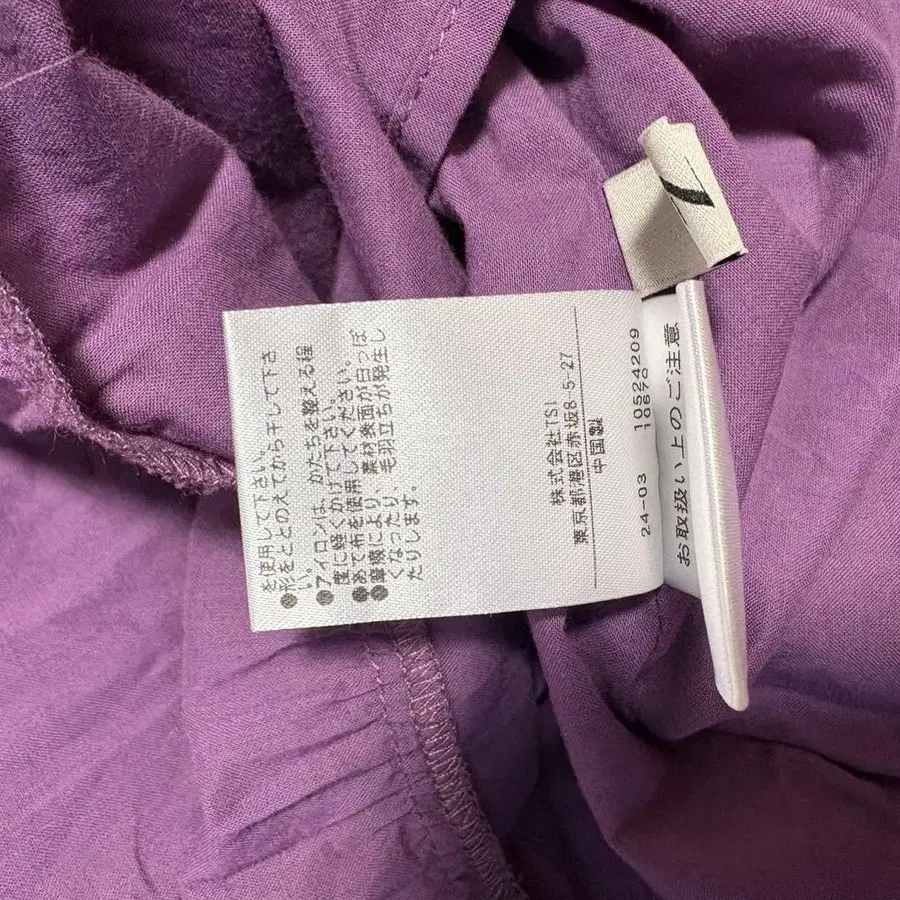 を使用して下さい。
●形をととのえてから干して下さ
い。
●アイロンは、かたちを整える程
度に軽くかけて下さい。
●あて布を使用してください。
●摩擦により、素材表面が白っぽ
くなったり、毛羽立ちが発生し
たりします。
株式会社TSI
東京都港区赤坂8-5-27
中国製
10524209
24-03 10670
お取扱い上のご注意